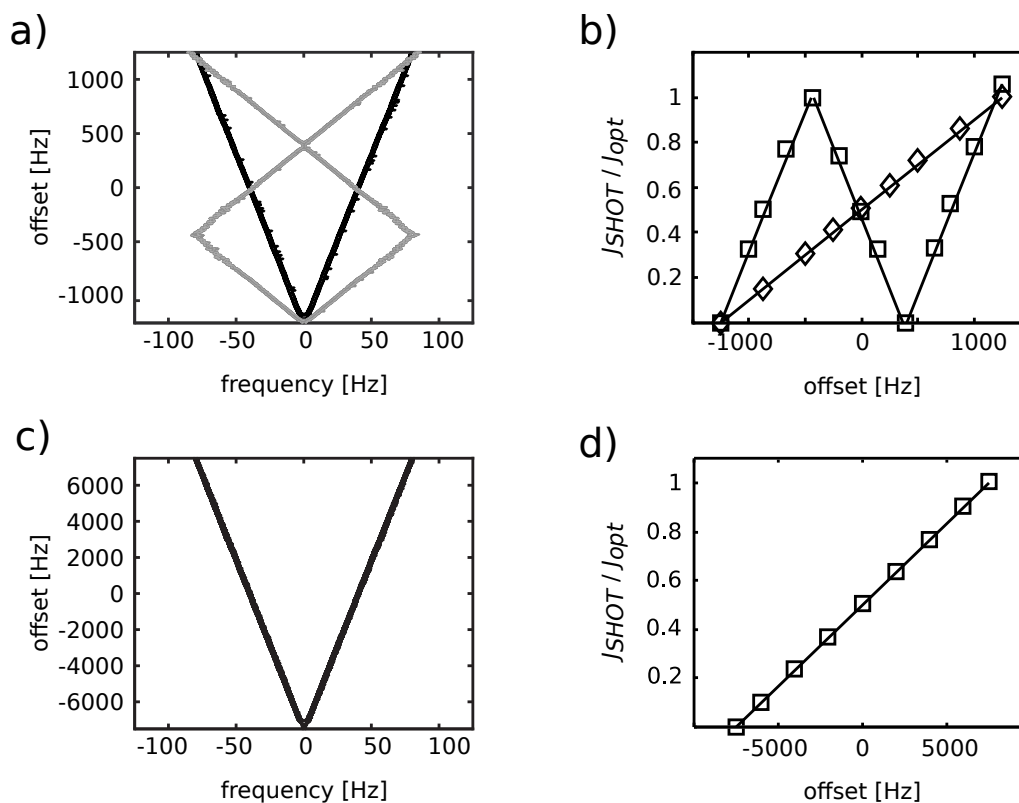 a)
1000
500
0
-500
-1000
offset [Hz]
-100 -50 0 50 100
frequency [Hz]
b)
1
0.8
0.6
0.4
0.2
JSHOT / Jopt
-1000 0 1000
offset [Hz]
c)
6000
4000
2000
0
-2000
-4000
-6000
offset [Hz]
-100 -50 0 50 100
frequency [Hz]
d)
1
0.8
0.6
0.4
0.2
JSHOT / Jopt
-5000 0 5000
offset [Hz]